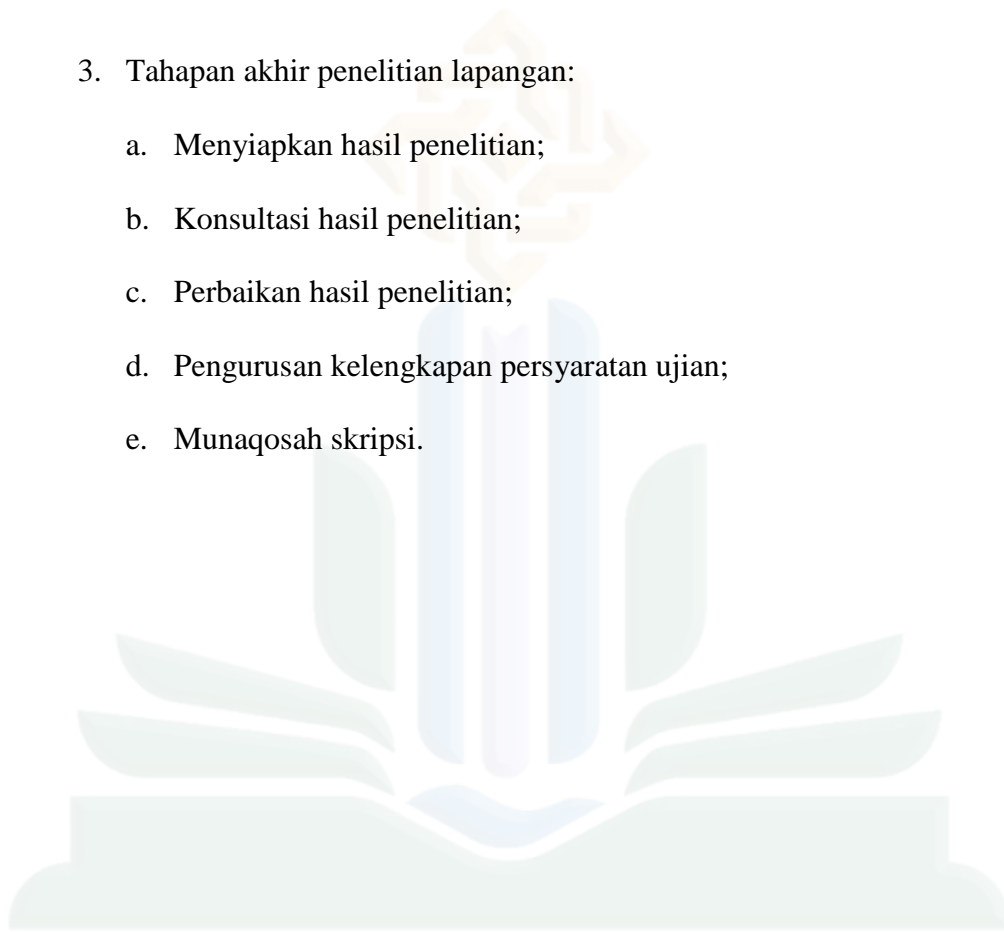 3. Tahapan akhir penelitian lapangan:
a. Menyiapkan hasil penelitian;
b. Konsultasi hasil penelitian;
c. Perbaikan hasil penelitian;
d. Pengurusan kelengkapan persyaratan ujian;
e. Munaqosah skripsi.